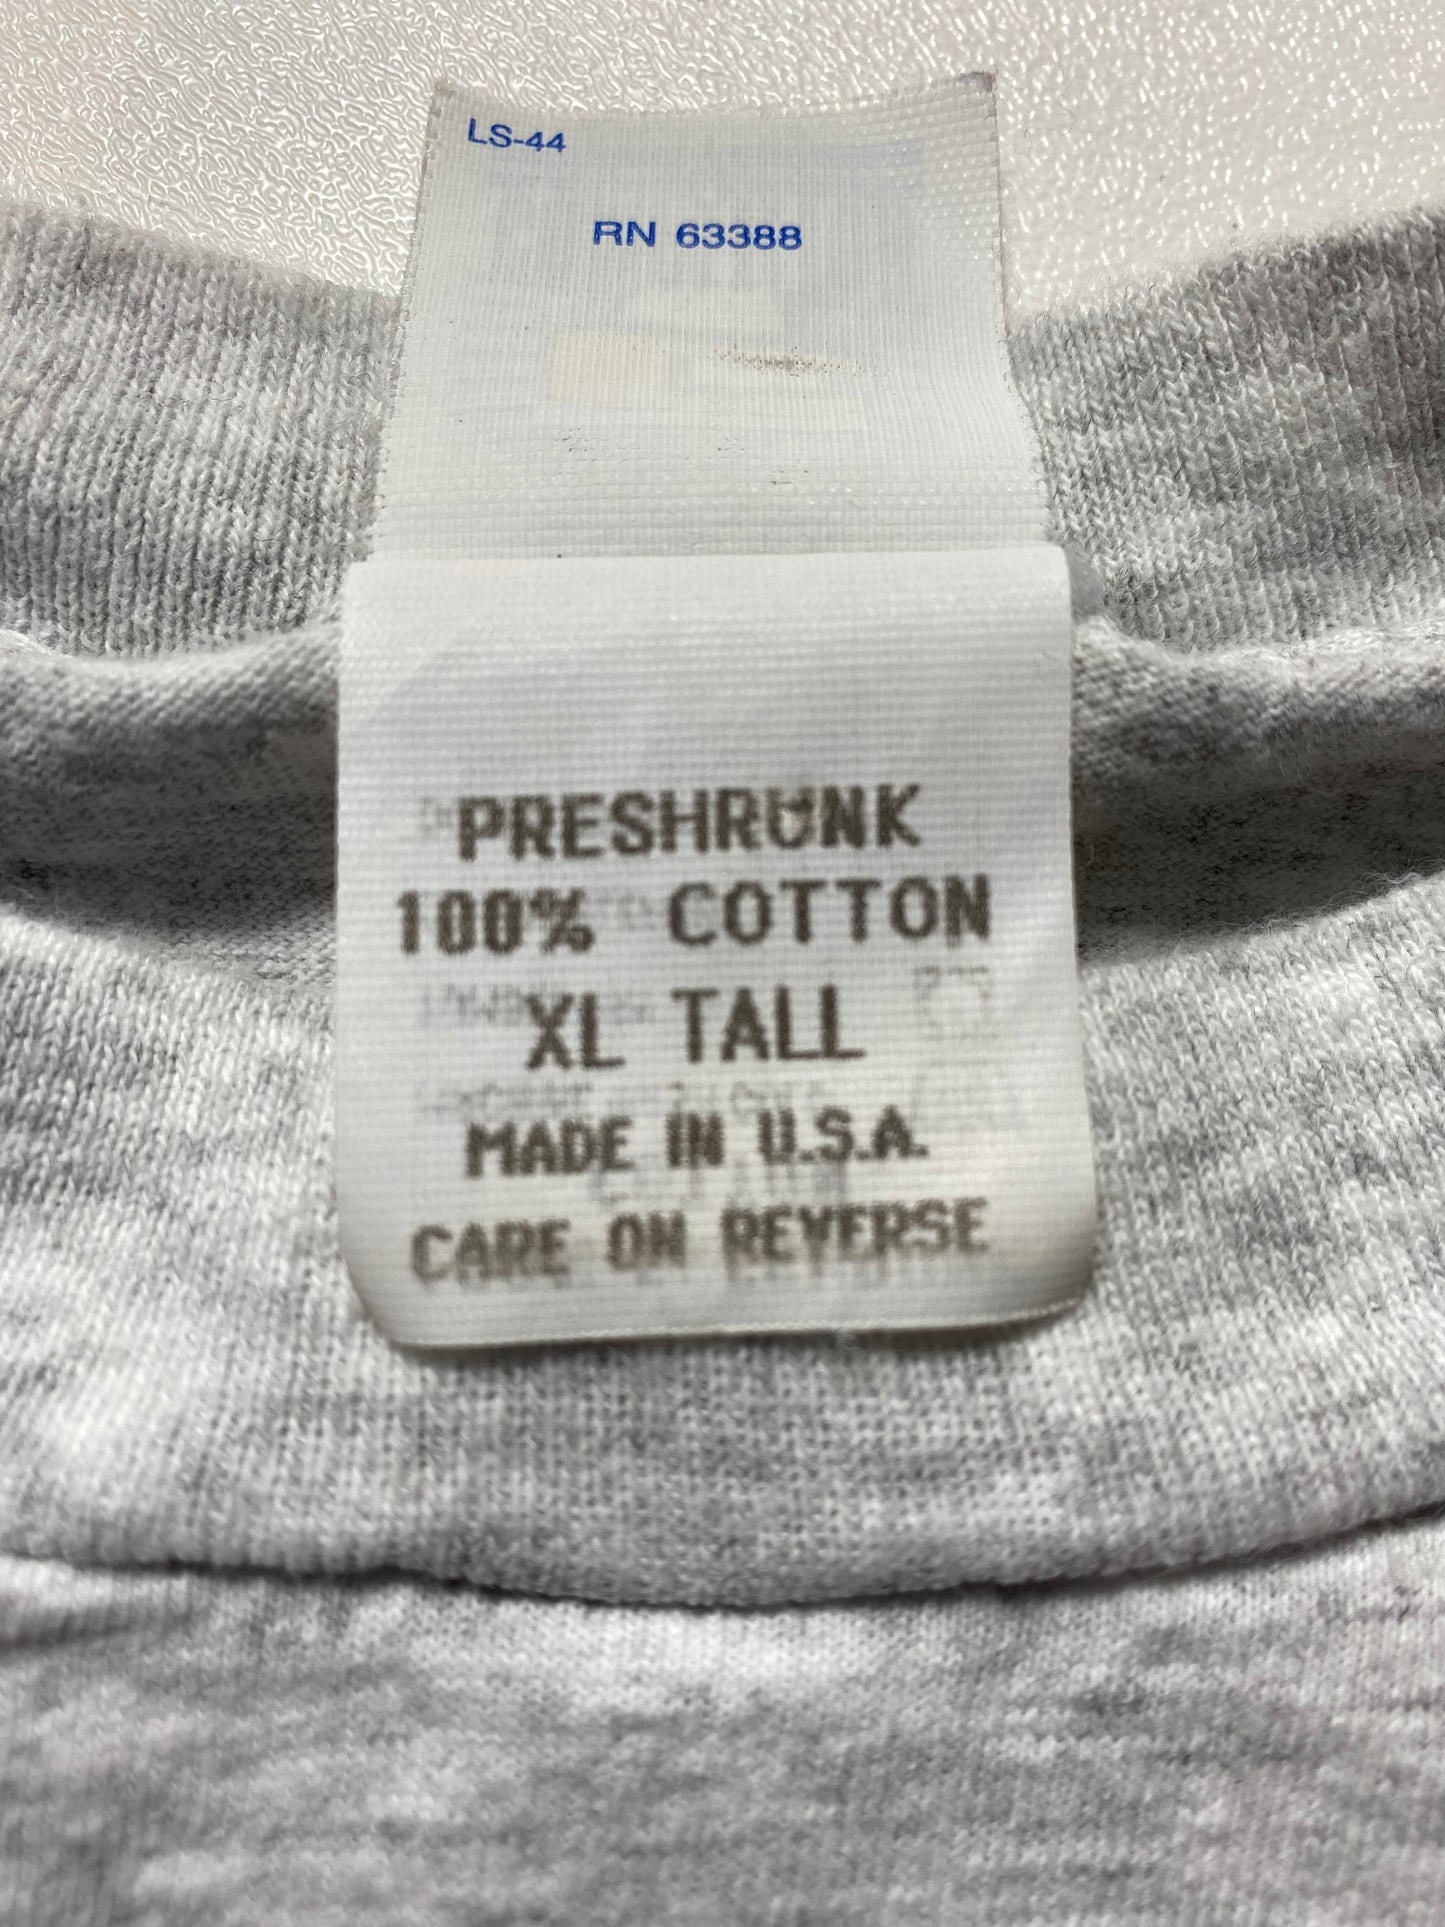 LS-44
RN 63388
PRESHRUNK
100% COTTON
XL TALL
MADE IN U.S.A.
CARE ON REVERSE